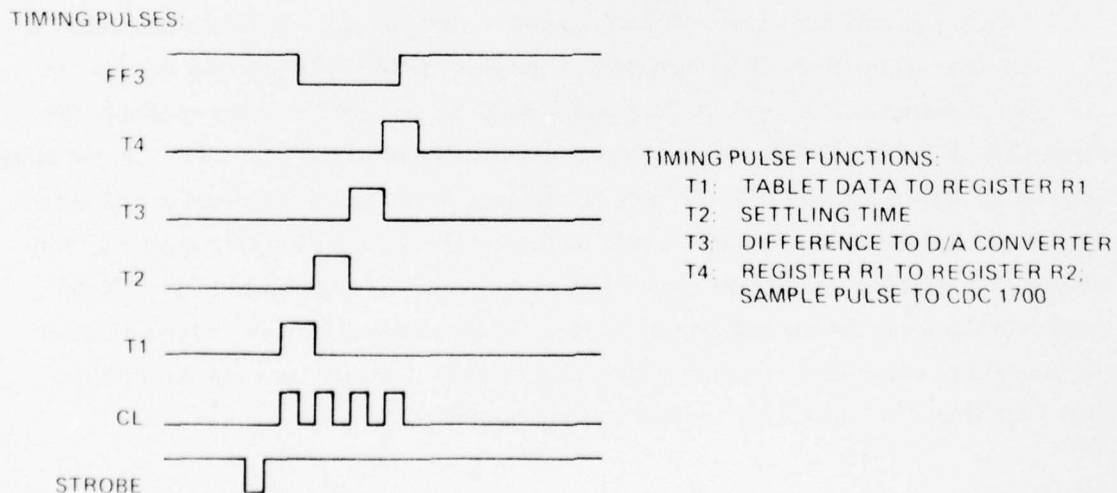 TIMING PULSES:
FF3
T4
T3
T2
T1
CL
STROBE
TIMING PULSE FUNCTIONS:
T1: TABLET DATA TO REGISTER R1
T2: SETTLING TIME
T3: DIFFERENCE TO D/A CONVERTER
T4: REGISTER R1 TO REGISTER R2;
SAMPLE PULSE TO CDC 1700